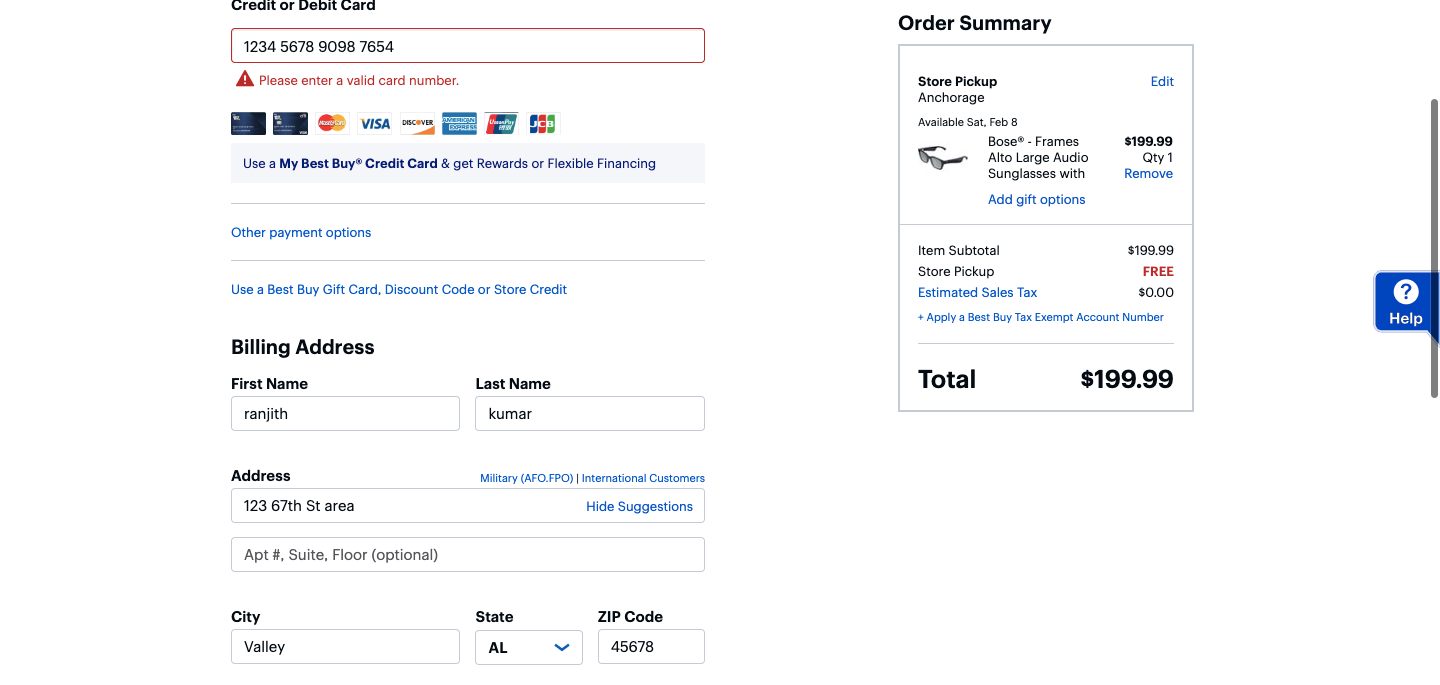 Credit or Debit Card
1234 5678 9098 7654
Please enter a valid card number.
MasterCard VISA DISCOVER AMERICAN EXPRESS UnionPay JCB
Use a My Best Buy® Credit Card & get Rewards or Flexible Financing
Other payment options
Use a Best Buy Gift Card, Discount Code or Store Credit
Billing Address
First Name Last Name
ranjith kumar
Address Military (AFO.FPO) | International Customers
123 67th St area Hide Suggestions
Apt #, Suite, Floor (optional)
City State ZIP Code
Valley AL 45678
Order Summary
Store Pickup Edit
Anchorage
Available Sat, Feb 8
Bose® - Frames $199.99
Alto Large Audio Qty 1
Sunglasses with Remove
Add gift options
Item Subtotal $199.99
Store Pickup FREE
Estimated Sales Tax $0.00
+ Apply a Best Buy Tax Exempt Account Number
Total $199.99
? Help